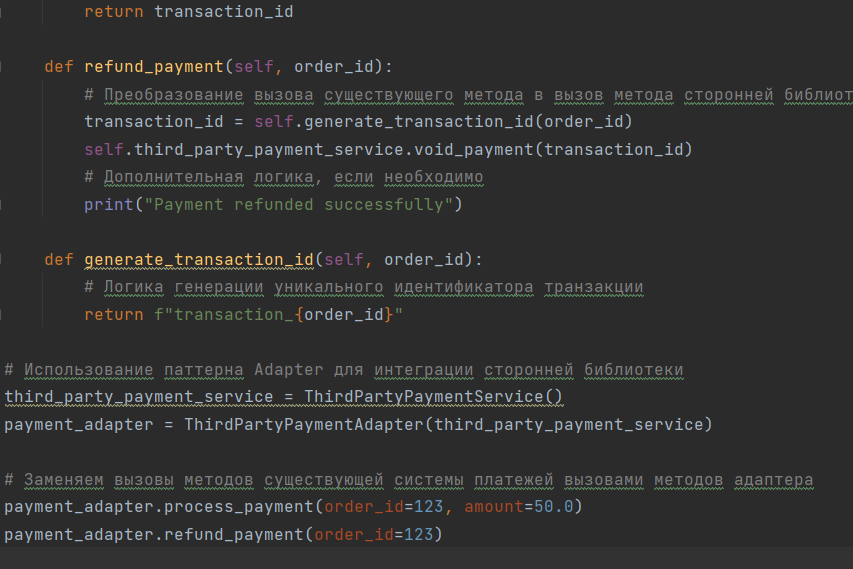 return transaction_id
def refund_payment(self, order_id):
# Преобразование вызова существующего метода в вызов метода сторонней
transaction_id = self.generate_transaction_id(order_id)
self.third_party_payment_service.void_payment(transaction_id)
# Дополнительная логика, если необходимо
print("Payment refunded successfully")
def generate_transaction_id(self, order_id):
# Логика генерации уникального идентификатора транзакции
return f"transaction_{order_id}"
# Использование паттерна Adapter для интеграции сторонней библиотеки
third_party_payment_service = ThirdPartyPaymentService()
payment_adapter = ThirdPartyPaymentAdapter(third_party_payment_service)
# Заменяем вызовы методов существующей системы платежей вызовами методов адаптера
payment_adapter.process_payment(order_id=123, amount=50.0)
payment_adapter.refund_payment(order_id=123)